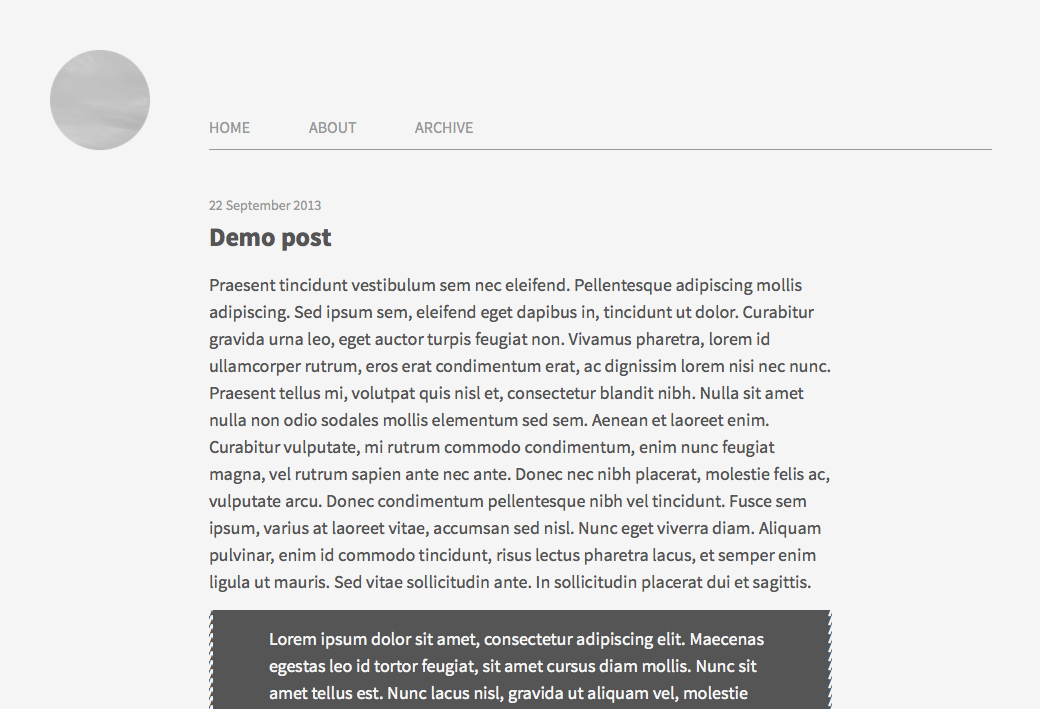 HOME ABOUT ARCHIVE
22 September 2013
Demo post
Praesent tincidunt vestibulum sem nec eleifend. Pellentesque adipiscing mollis
adipiscing. Sed ipsum sem, eleifend eget dapibus in, tincidunt ut dolor. Curabitur
gravida urna leo, eget auctor turpis feugiat non. Vivamus pharetra, lorem id
ullamcorper rutrum, eros erat condimentum erat, ac dignissim lorem nisi nec nunc.
Praesent tellus mi, volutpat quis nisl et, consectetur blandit nibh. Nulla sit amet
nulla non odio sodales mollis elementum sed sem. Aenean et laoreet enim.
Curabitur vulputate, mi rutrum commodo condimentum, enim nunc feugiat
magna, vel rutrum sapien ante nec ante. Donec nec nibh placerat, molestie felis ac,
vulputate arcu. Donec condimentum pellentesque nibh vel tincidunt. Fusce sem
ipsum, varius at laoreet vitae, accumsan sed nisl. Nunc eget viverra diam. Aliquam
pulvinar, enim id commodo tincidunt, risus lectus pharetra lacus, et semper enim
ligula ut mauris. Sed vitae sollicitudin ante. In sollicitudin placerat dui et sagittis.
Lorem ipsum dolor sit amet, consectetur adipiscing elit. Maecenas
egestas leo id tortor feugiat, sit amet cursus diam mollis. Nunc sit
amet tellus est. Nunc lacus nisl, gravida ut aliquam vel, molestie